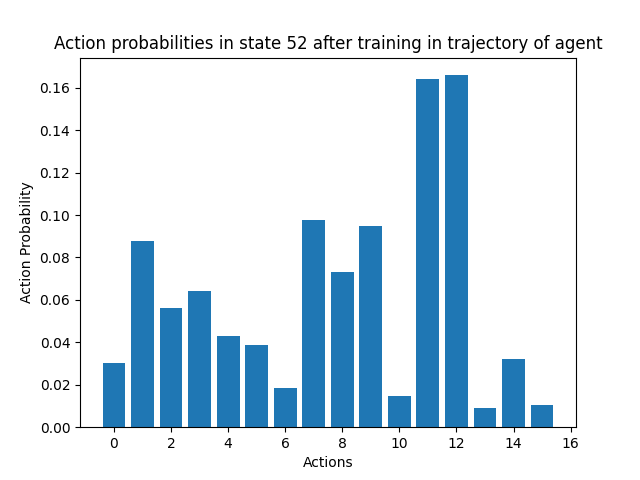 Action probabilities in state 52 after training in trajectory of agent
0.16
0.14
0.12
0.10
0.08
0.06
0.04
0.02
0.00
Action Probability
0 2 4 6 8 10 12 14 16
Actions